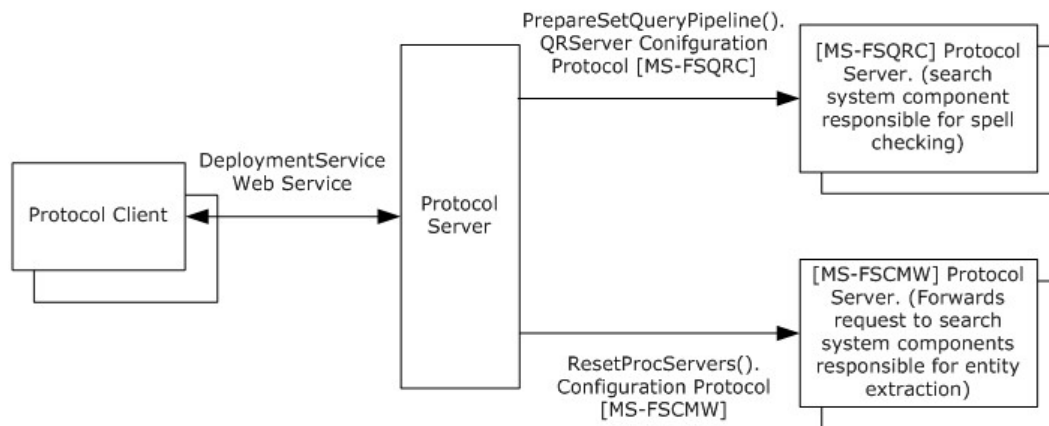 PrepareSetQueryPipeline().
QRServer Conifguration
Protocol [MS-FSQRC]
[MS-FSQRC] Protocol
Server. (search
system component
responsible for spell
checking)
DeploymentService
Web Service
Protocol Client
Protocol
Server
[MS-FSCMW] Protocol
Server. (Forwards
request to search
system components
responsible for entity
extraction)
ResetProcServers().
Configuration Protocol
[MS-FSCMW]